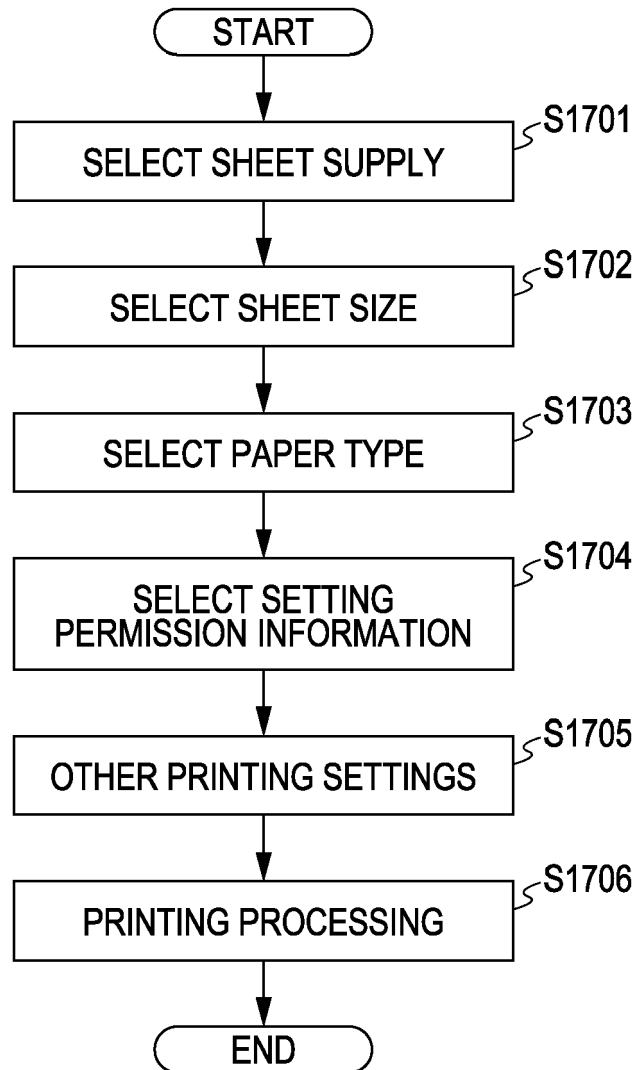 START
S1701
SELECT SHEET SUPPLY
S1702
SELECT SHEET SIZE
S1703
SELECT PAPER TYPE
S1704
SELECT SETTING
PERMISSION INFORMATION
S1705
OTHER PRINTING SETTINGS
S1706
PRINTING PROCESSING
END